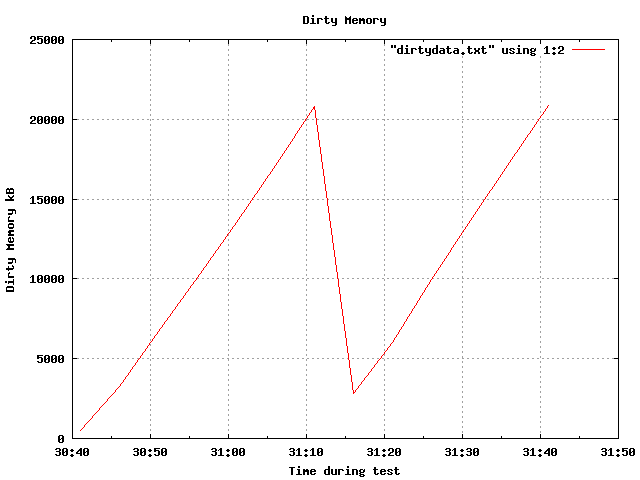 Dirty Memory
25000
"dirtydata.txt" using 1:2
20000
15000
Dirty Memory kB
10000
5000
0
30:40 30:50 31:00 31:10 31:20 31:30 31:40 31:50
Time during test